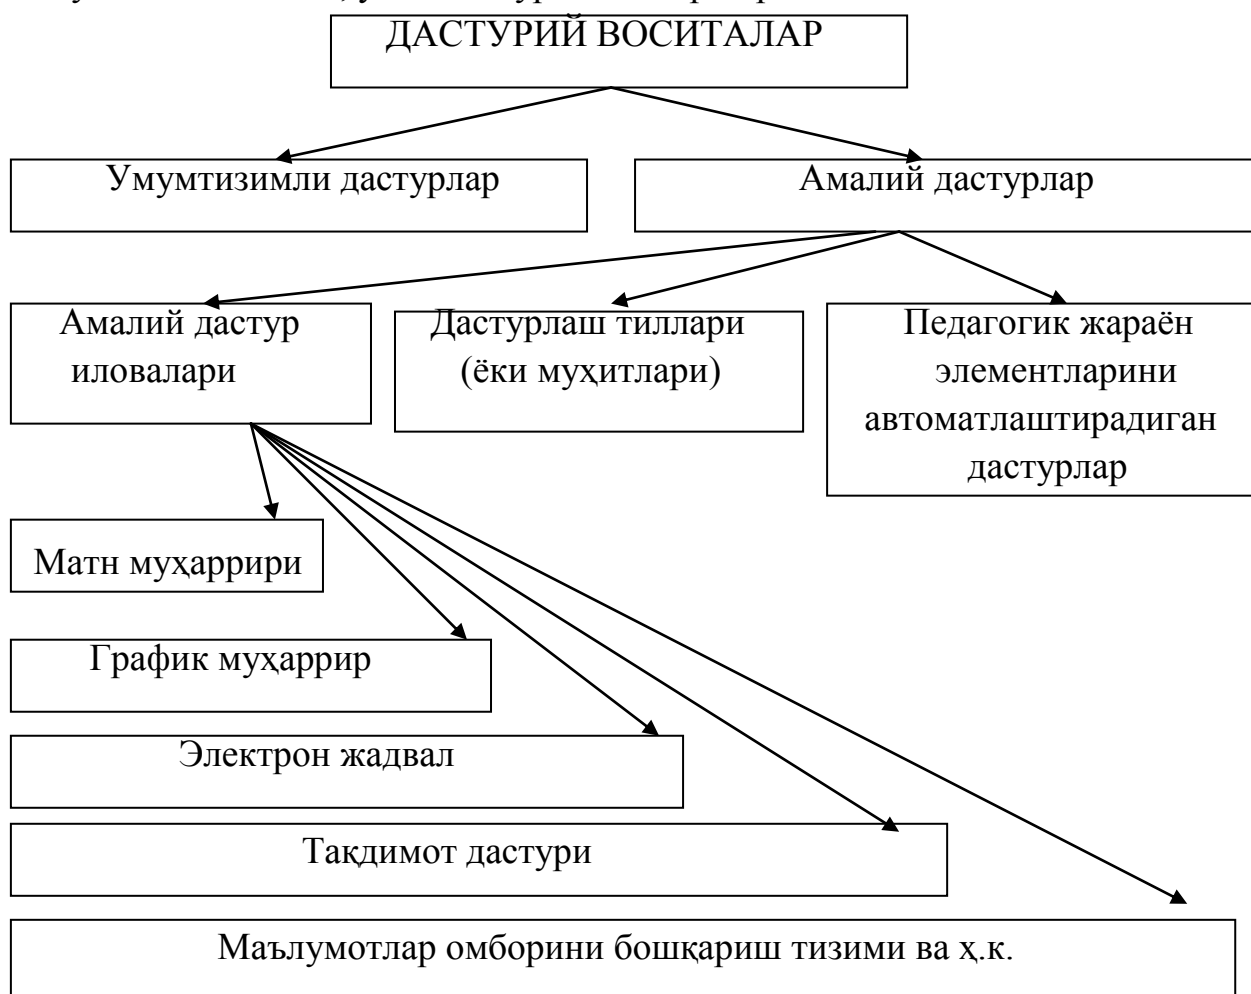 ДАСТУРИЙ ВОСИТАЛАР
Умумтизимли дастурлар
Амалий дастурлар
Амалий дастур
иловалари
Дастурлаш тиллари
(ёки муҳитлари)
Педагогик жараён
элементларини
автоматлаштирадиган
дастурлар
Матн муҳаррири
График муҳаррир
Электрон жадвал
Тақдимот дастури
Маълумотлар омборини бошқариш тизими ва ҳ.к.